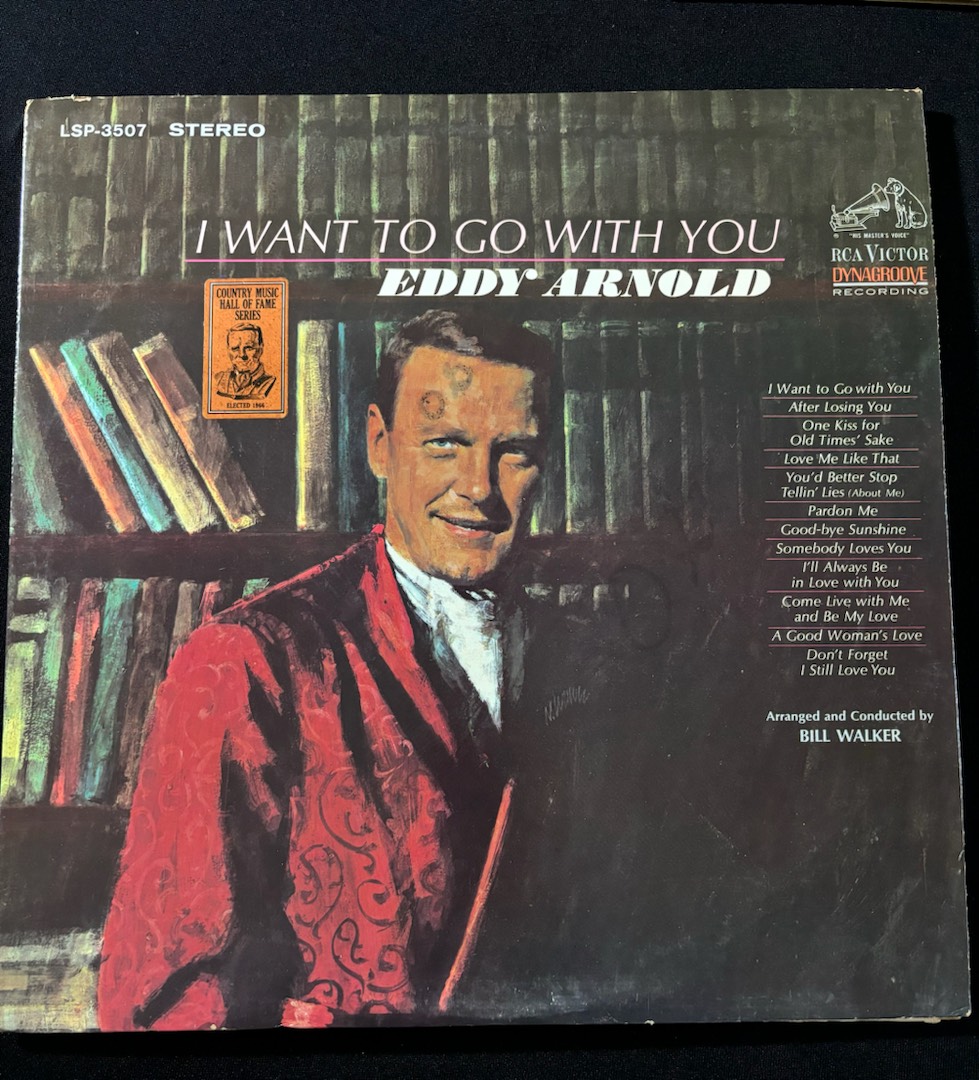 LSP-3507 STEREO
I WANT TO GO WITH YOU
EDDY ARNOLD
"HIS MASTER'S VOICE"
RCA VICTOR
DYNAGROOVE
RECORDING
COUNTRY MUSIC
HALL OF FAME
SERIES
ELECTED 1966
I Want to Go with You
After Losing You
One Kiss for
Old Times' Sake
Love Me Like That
You'd Better Stop
Tellin' Lies (About Me)
Pardon Me
Good-bye Sunshine
Somebody Loves You
I'll Always Be
in Love with You
Come Live with Me
and Be My Love
A Good Woman's Love
Don't Forget
I Still Love You
Arranged and Conducted by
BILL WALKER